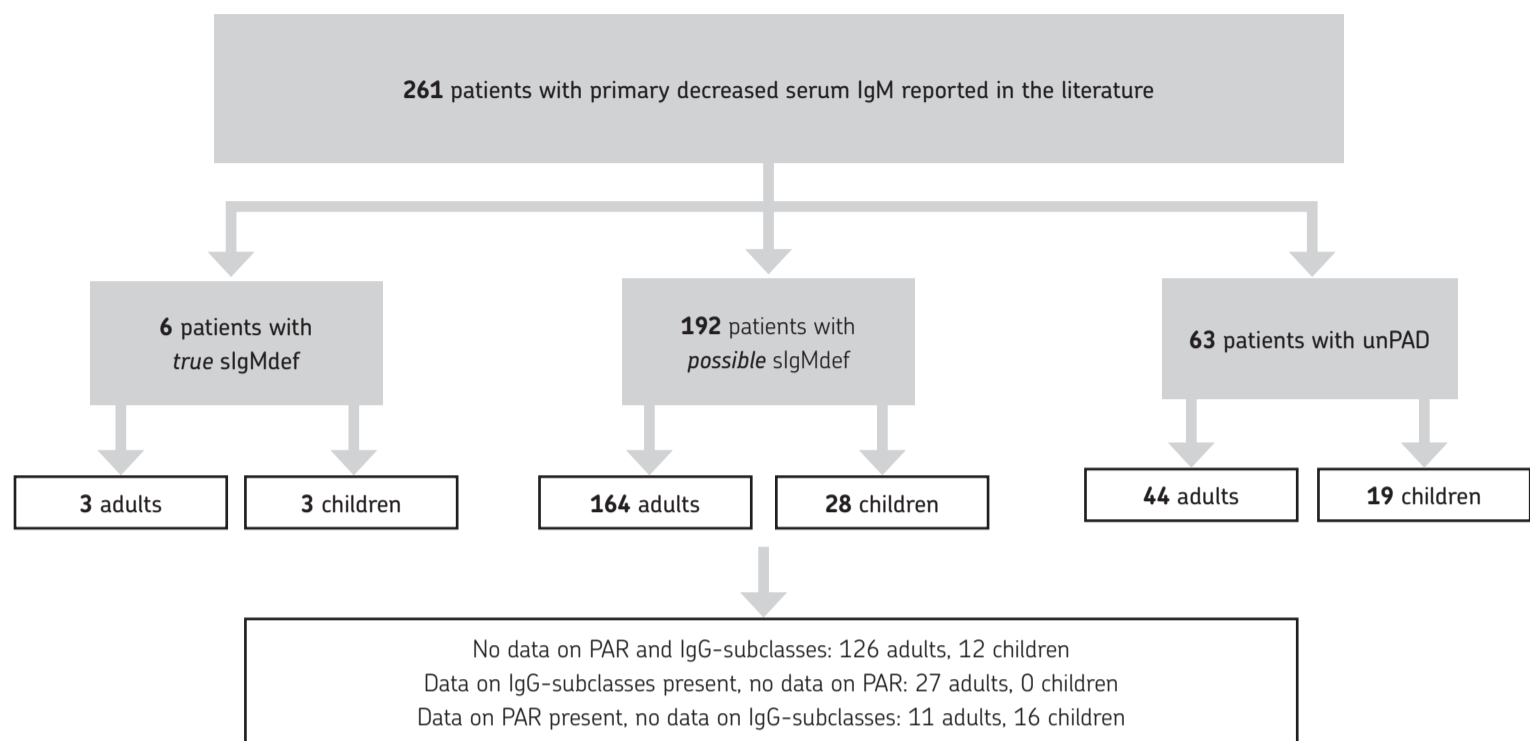 261 patients with primary decreased serum IgM reported in the literature
6 patients with
true sIgMdef
192 patients with
possible sIgMdef
63 patients with unPAD
3 adults
3 children
164 adults
28 children
44 adults
19 children
No data on PAR and IgG-subclasses: 126 adults, 12 children
Data on IgG-subclasses present, no data on PAR: 27 adults, 0 children
Data on PAR present, no data on IgG-subclasses: 11 adults, 16 children